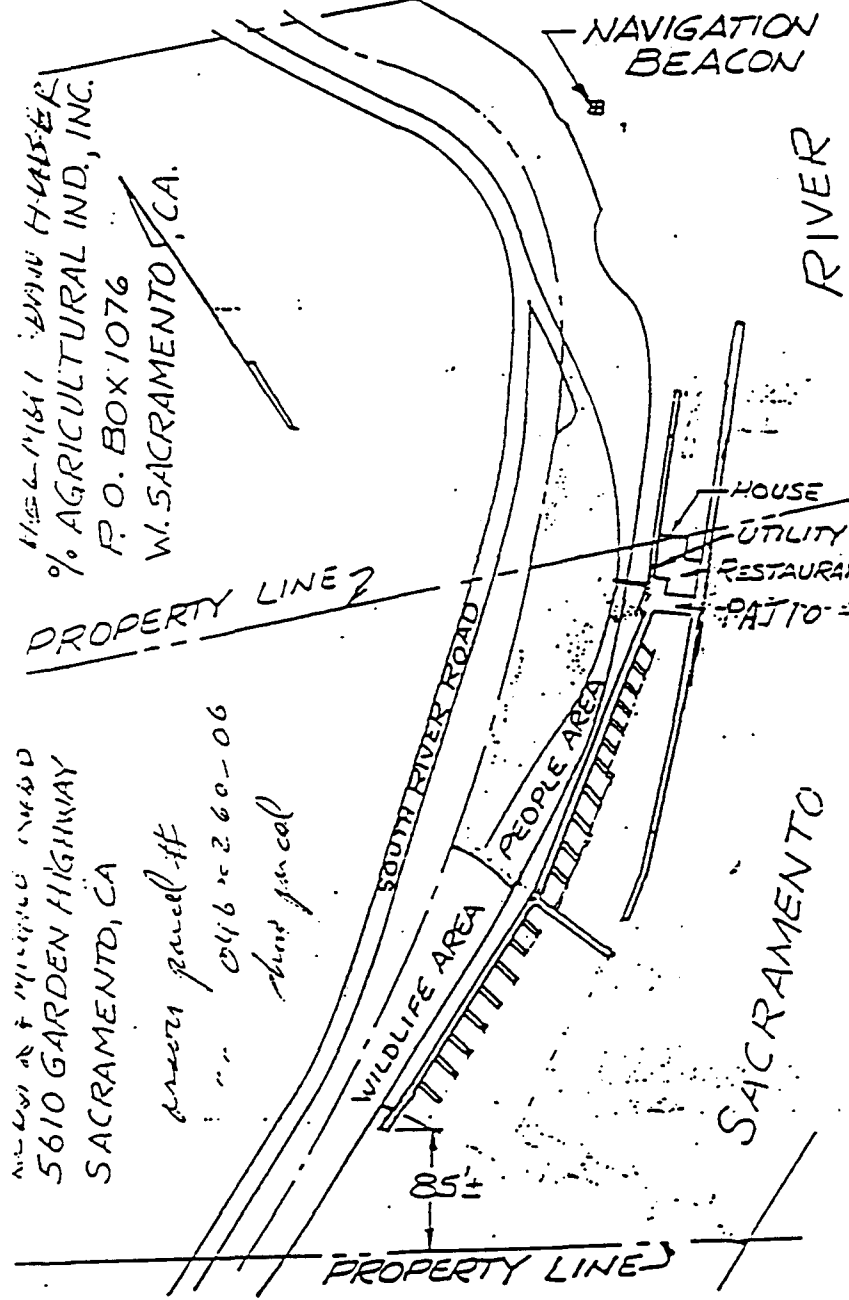 NAVIGATION
BEACON
% AGRICULTURAL IND., INC.
P. O. BOX 1076
W. SACRAMENTO, CA.
RIVER
HOUSE
UTILITY
RESTAURAN
PATIO
PROPERTY LINE
SOUTH RIVER ROAD
PEOPLE AREA
WILDLIFE AREA
5610 GARDEN HIGHWAY
SACRAMENTO, CA
85'±
SACRAMENTO
PROPERTY LINE